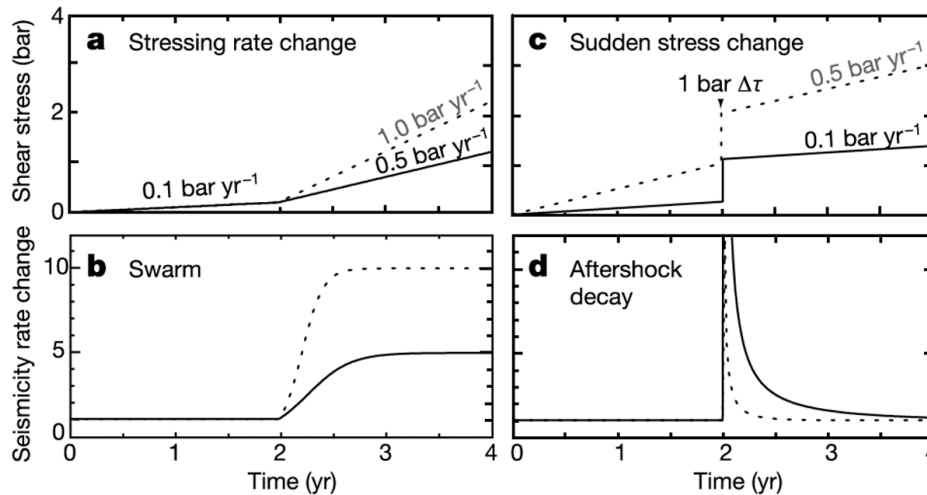 a Stressing rate change
Shear stress (bar)
4
2
0
0.1 bar yr⁻¹
1.0 bar yr⁻¹
0.5 bar yr⁻¹
c Sudden stress change
1 bar Δτ
0.5 bar yr⁻¹
0.1 bar yr⁻¹
b Swarm
Seismicity rate change
10
5
0
0 1 2 3 4
Time (yr)
d Aftershock
decay
0 1 2 3 4
Time (yr)